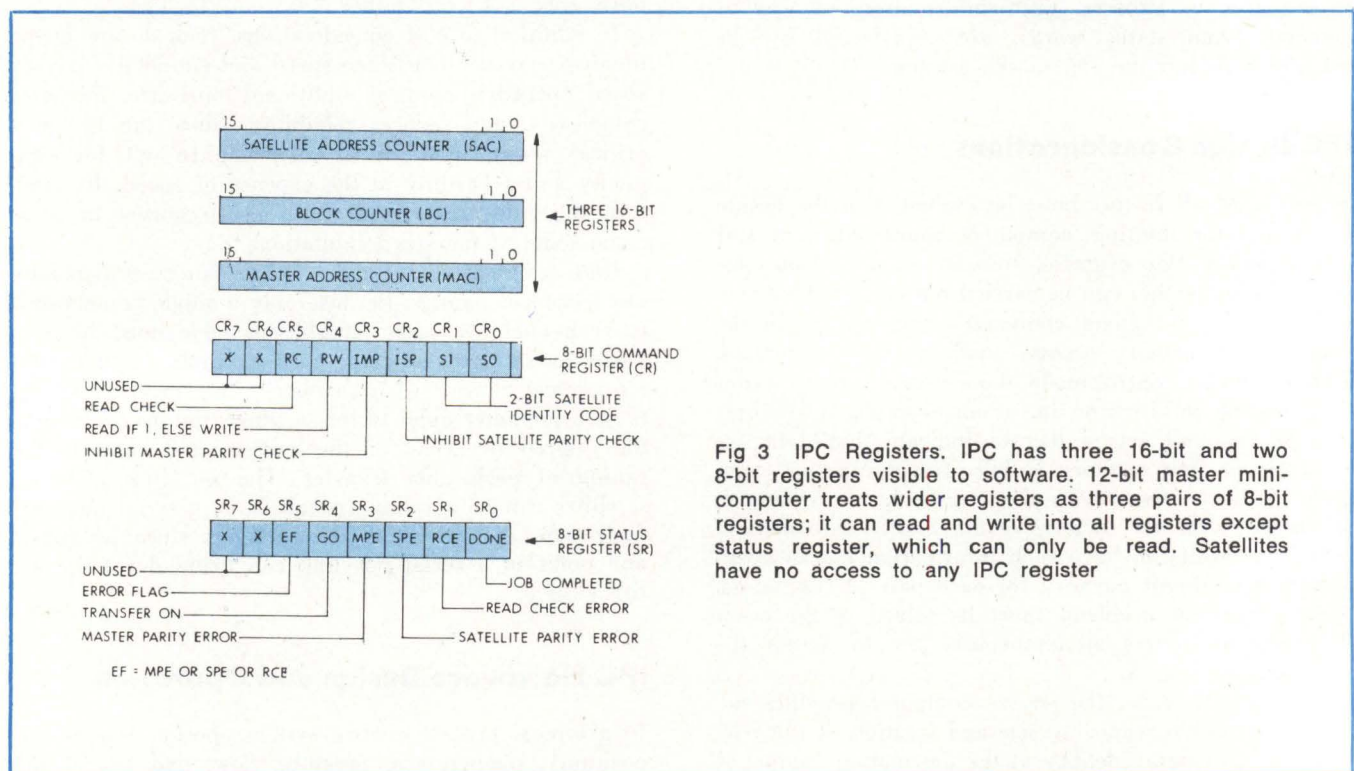 15 1 0
SATELLITE ADDRESS COUNTER (SAC)
15 1 0
BLOCK COUNTER (BC)
THREE 16-BIT
REGISTERS
15 1 0
MASTER ADDRESS COUNTER (MAC)
CR7 CR6 CR5 CR4 CR3 CR2 CR1 CR0
X X RC RW IMP ISP S1 S0
8-BIT COMMAND
REGISTER (CR)
UNUSED
READ CHECK
READ IF 1, ELSE WRITE
INHIBIT MASTER PARITY CHECK
2-BIT SATELLITE
IDENTITY CODE
INHIBIT SATELLITE PARITY CHECK
SR7 SR6 SR5 SR4 SR3 SR2 SR1 SR0
X X EF GO MPE SPE RCE DONE
8-BIT STATUS
REGISTER (SR)
UNUSED
ERROR FLAG
TRANSFER ON
MASTER PARITY ERROR
JOB COMPLETED
READ CHECK ERROR
SATELLITE PARITY ERROR
EF = MPE OR SPE OR RCE
Fig 3 IPC Registers. IPC has three 16-bit and two
8-bit registers visible to software. 12-bit master mini-
computer treats wider registers as three pairs of 8-bit
registers; it can read and write into all registers except
status register, which can only be read. Satellites
have no access to any IPC register